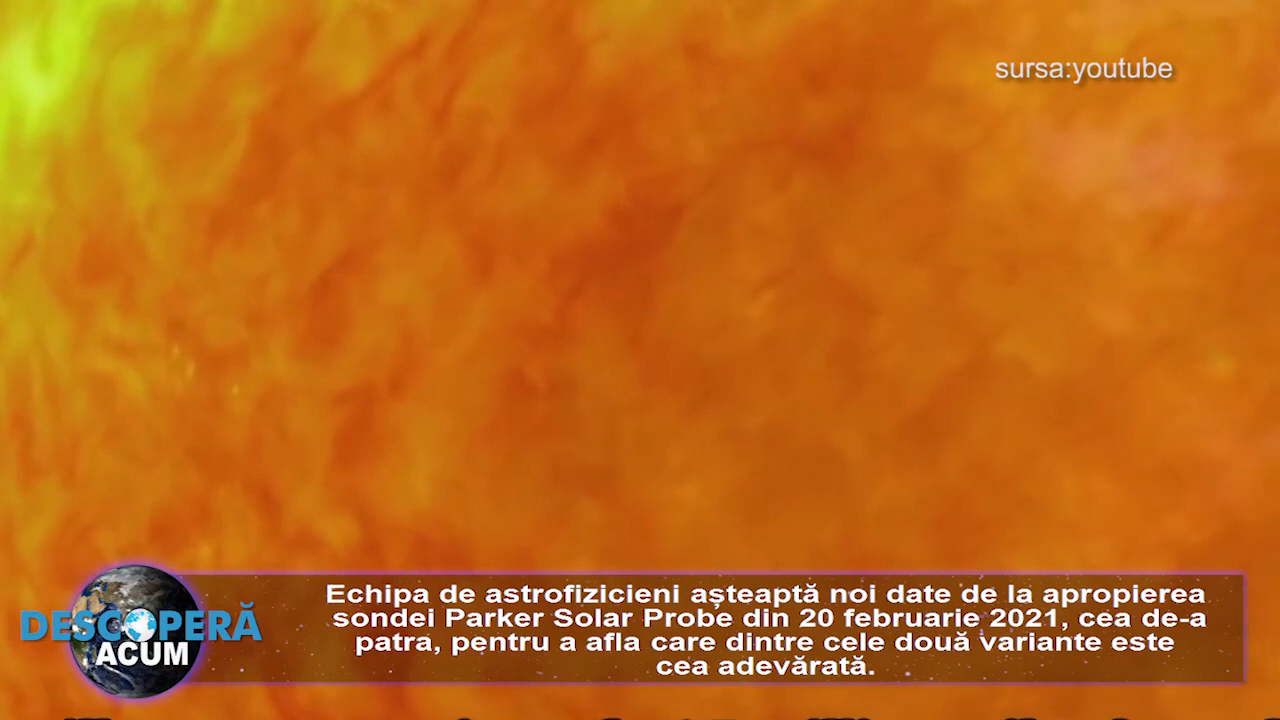 sursa:youtube
Echipa de astrofizicieni așteaptă noi date de la apropierea
sondei Parker Solar Probe din 20 februarie 2021, cea de-a
patra, pentru a afla care dintre cele două variante este
cea adevărată.
DESCOPERĂ
ACUM